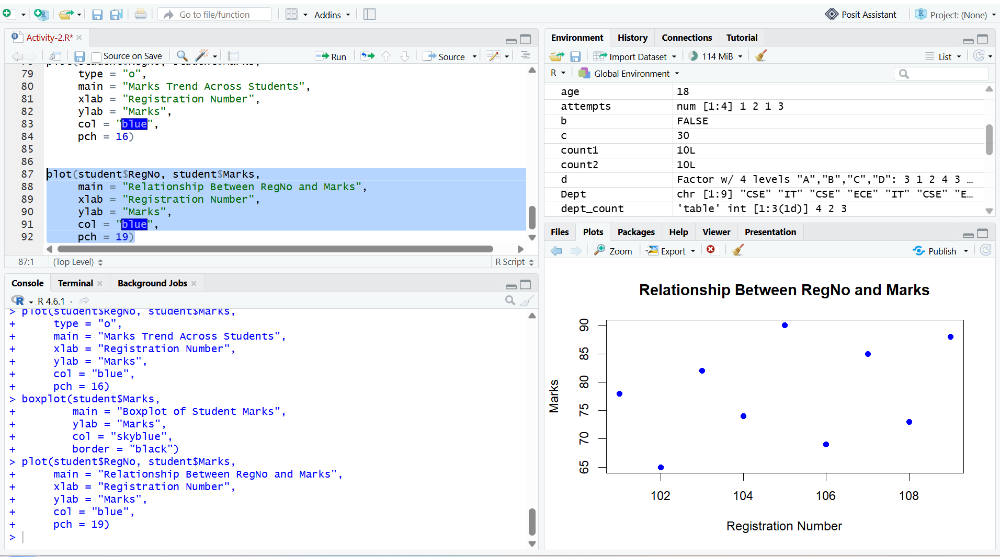 Go to file/function
Addins
Posit Assistant
Project: (None)
Activity-2.R*
Source on Save
Run
Source
plot(student$RegNo, student$Marks,
79 type = "o",
80 main = "Marks Trend Across Students",
81 xlab = "Registration Number",
82 ylab = "Marks",
83 col = "blue",
84 pch = 16)
85
86
87 plot(student$RegNo, student$Marks,
88 main = "Relationship Between RegNo and Marks",
89 xlab = "Registration Number",
90 ylab = "Marks",
91 col = "blue",
92 pch = 19)
87:1 (Top Level) R Script
Console Terminal Background Jobs
R 4.6.1 ·
> plot(student$RegNo, student$Marks,
+ type = "o",
+ main = "Marks Trend Across Students",
+ xlab = "Registration Number",
+ ylab = "Marks",
+ col = "blue",
+ pch = 16)
> boxplot(student$Marks,
+ main = "Boxplot of Student Marks",
+ ylab = "Marks",
+ col = "skyblue",
+ border = "black")
> plot(student$RegNo, student$Marks,
+ main = "Relationship Between RegNo and Marks",
+ xlab = "Registration Number",
+ ylab = "Marks",
+ col = "blue",
+ pch = 19)
>
Environment History Connections Tutorial
Import Dataset 114 MiB List
R Global Environment
age 18
attempts num [1:4] 1 2 1 3
b FALSE
c 30
count1 10L
count2 10L
d Factor w/ 4 levels "A","B","C","D": 3 1 2 4 3 …
Dept chr [1:9] "CSE" "IT" "CSE" "ECE" "IT" "CSE" "E…
dept_count 'table' int [1:3(1d)] 4 2 3
Files Plots Packages Help Viewer Presentation
Zoom Export Publish
Relationship Between RegNo and Marks
Marks
90
85
80
75
70
65
102 104 106 108
Registration Number